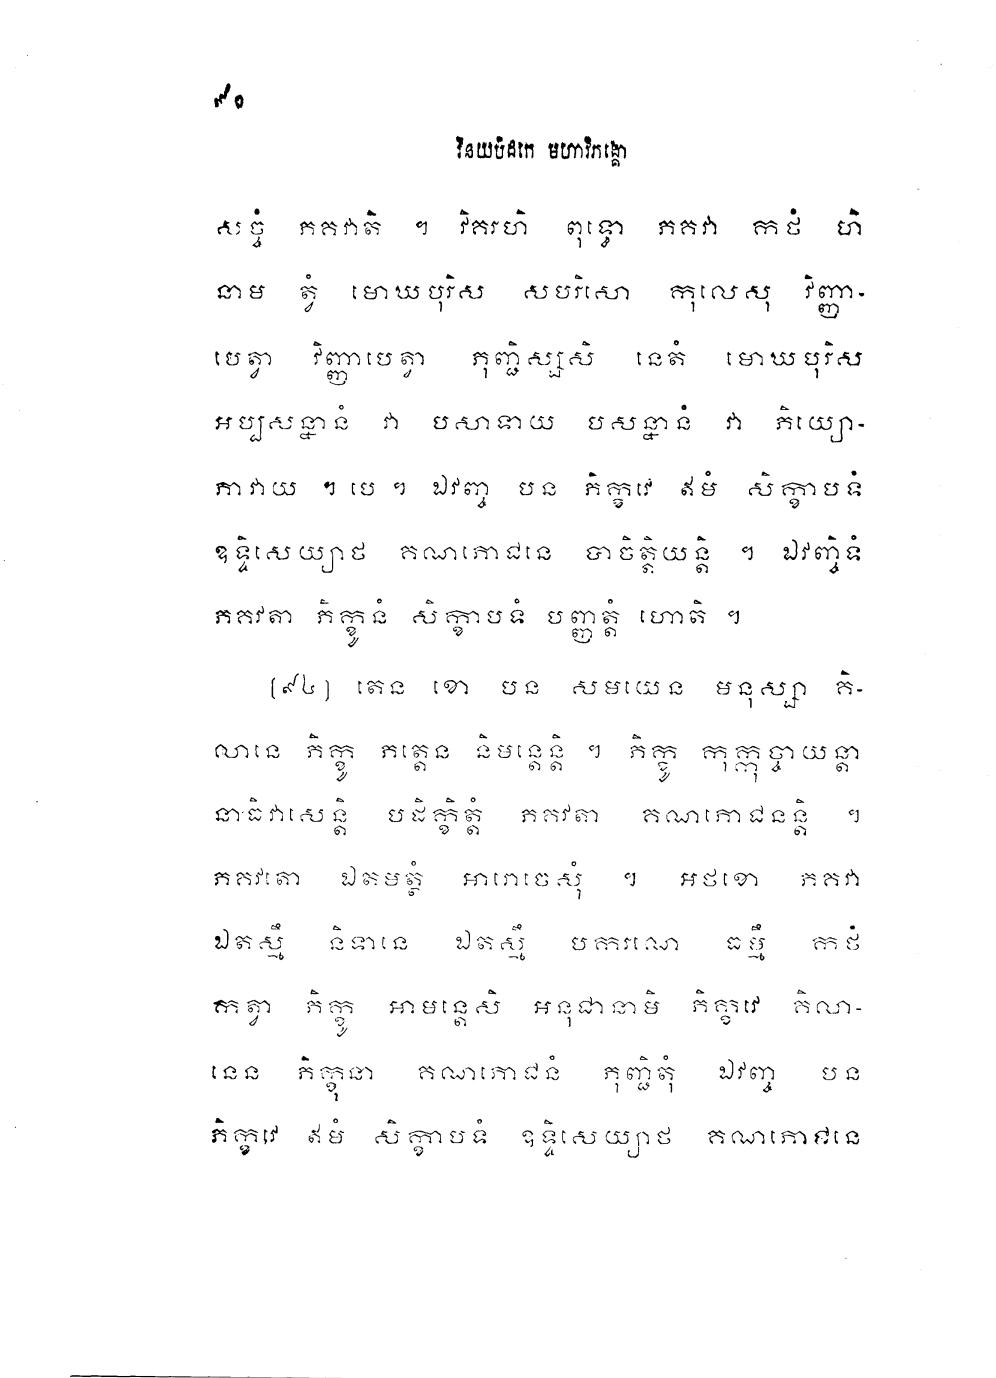 ៩០
វិនយបិដកេ មហាវិភង្គោ
សច្ចំ ភគវាតិ ។ វិគរហិ ពុទ្ធោ ភគវា កថំ ហិ
នាម ត្វំ មោឃបុរិស សបរិសោ កុលេសុ វិញ្ញា-
បេត្វា វិញ្ញាបេត្វា ភុញ្ជិស្សសិ នេតំ មោឃបុរិស
អប្បសន្នានំ វា បសាទាយ បសន្នានំ វា ភិយ្យោ-
ភាវាយ ។ បេ ។ ឯវញ្ច បន ភិក្ខវេ ឥមំ សិក្ខាបទំ
ឧទ្ទិសេយ្យាថ គណភោជនេ បាចិត្តិយន្តិ ។ ឯវញ្ចិទំ
ភគវតា ភិក្ខូនំ សិក្ខាបទំ បញ្ញត្តំ ហោតិ ។
(៩៤) តេន ខោ បន សមយេន មនុស្សា គិ-
លានេ ភិក្ខូ ភត្តេន និមន្តេន្តិ ។ ភិក្ខូ កុក្កុច្ចាយន្តា
នាធិវាសេន្តិ បដិក្ខិត្តំ ភគវតា គណភោជនន្តិ ។
ភគវតោ ឯតមត្ថំ អារោចេសុំ ។ អថខោ ភគវា
ឯតស្មឹ និទានេ ឯតស្មឹ បករណេ ធម្មឹ កថំ
កត្វា ភិក្ខូ អាមន្តេសិ អនុជានាមិ ភិក្ខវេ គិលា-
នេន ភិក្ខុនា គណភោជនំ ភុញ្ជិតុំ ឯវញ្ច បន
ភិក្ខវេ ឥមំ សិក្ខាបទំ ឧទ្ទិសេយ្យាថ គណភោជនេ